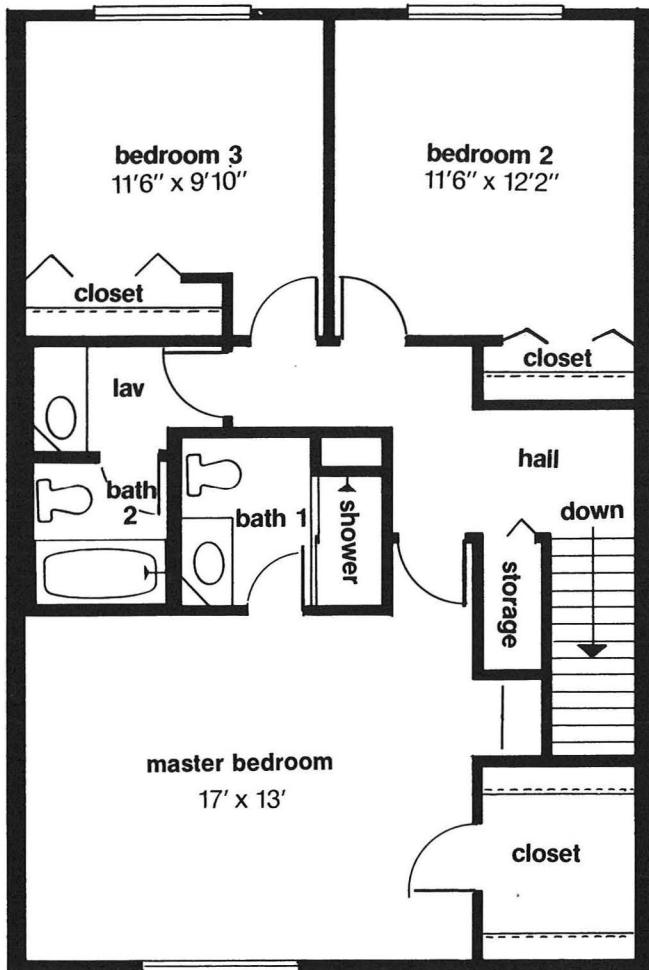 bedroom 3
11'6" x 9'10"
bedroom 2
11'6" x 12'2"
closet
closet
lav
hall
bath
2
bath 1
shower
down
storage
master bedroom
17' x 13'
closet